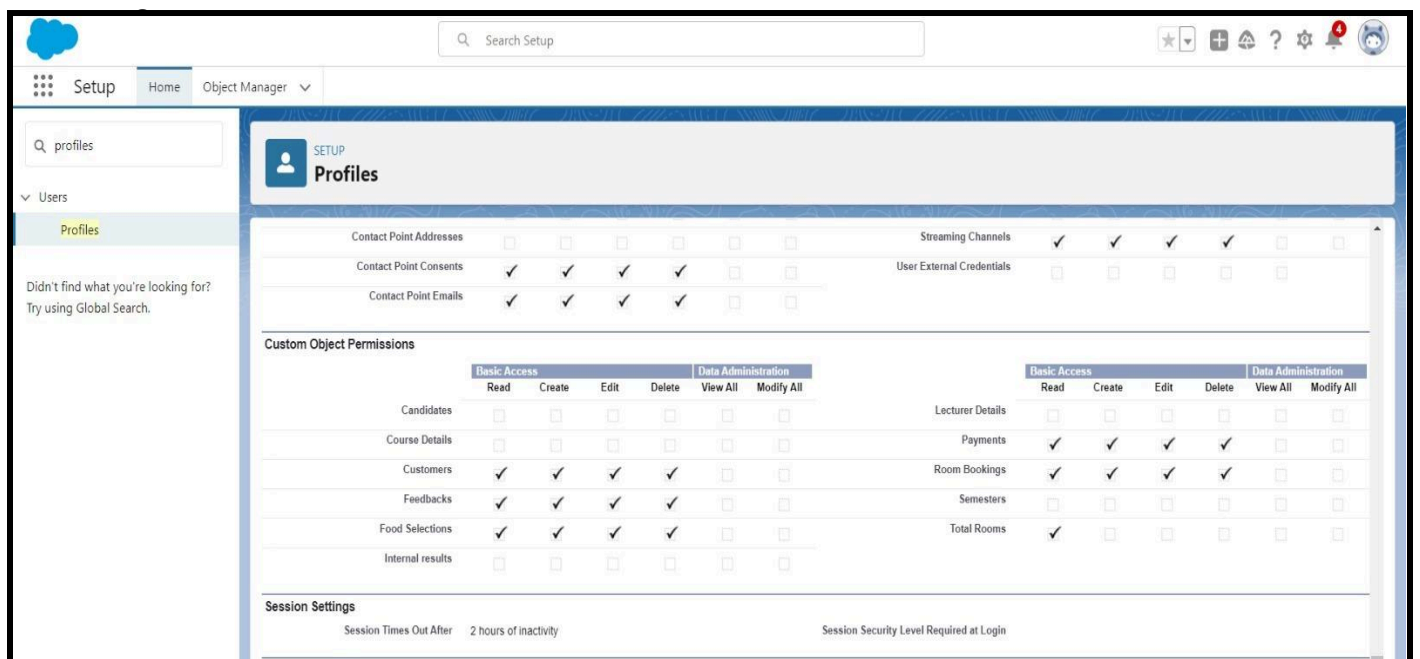 Search Setup
4
Setup Home Object Manager
profiles
Users
Profiles
Didn't find what you're looking for?
Try using Global Search.
SETUP
Profiles
Contact Point Addresses Streaming Channels
Contact Point Consents User External Credentials
Contact Point Emails
Custom Object Permissions
Basic Access Data Administration Basic Access Data Administration
Read Create Edit Delete View All Modify All Read Create Edit Delete View All Modify All
Candidates Lecturer Details
Course Details Payments
Customers Room Bookings
Feedbacks Semesters
Food Selections Total Rooms
Internal results
Session Settings
Session Times Out After 2 hours of inactivity Session Security Level Required at Login